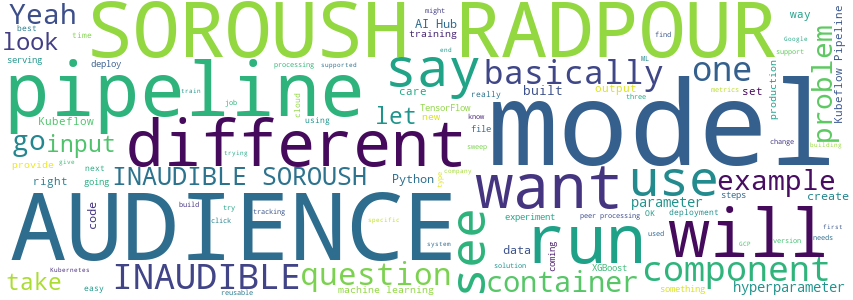 Yeah
SOROUSH RADPOUR
might
AI Hub
training
and
find
way
Google
support
Kubeflow Pipeline
best
time
look
serving
deploy
processing
supported
ML
pipeline
say
basically
one
problem
care
really
built
output
three
metrics
set
production
train
job
using
cloud
Kubeflow
let
TensorFlow
new
know
file
sweep
model
change
building
go
input
different
trying
provide
give
next
right
going
INAUDIBLE SOROUSH
Python
type
company
want
use
example
parameter
steps
create
AUDIENCE
code
build
try
click
tracking
specific
system
see
experiment
peer processing
OK
deployment
first
used
GCP
version
needs
run
will
data
coming
solution
XGBoost
component
take
Kubernetes
easy
reusable
INAUDIBLE
question
machine learning
container
something
hyperparameter